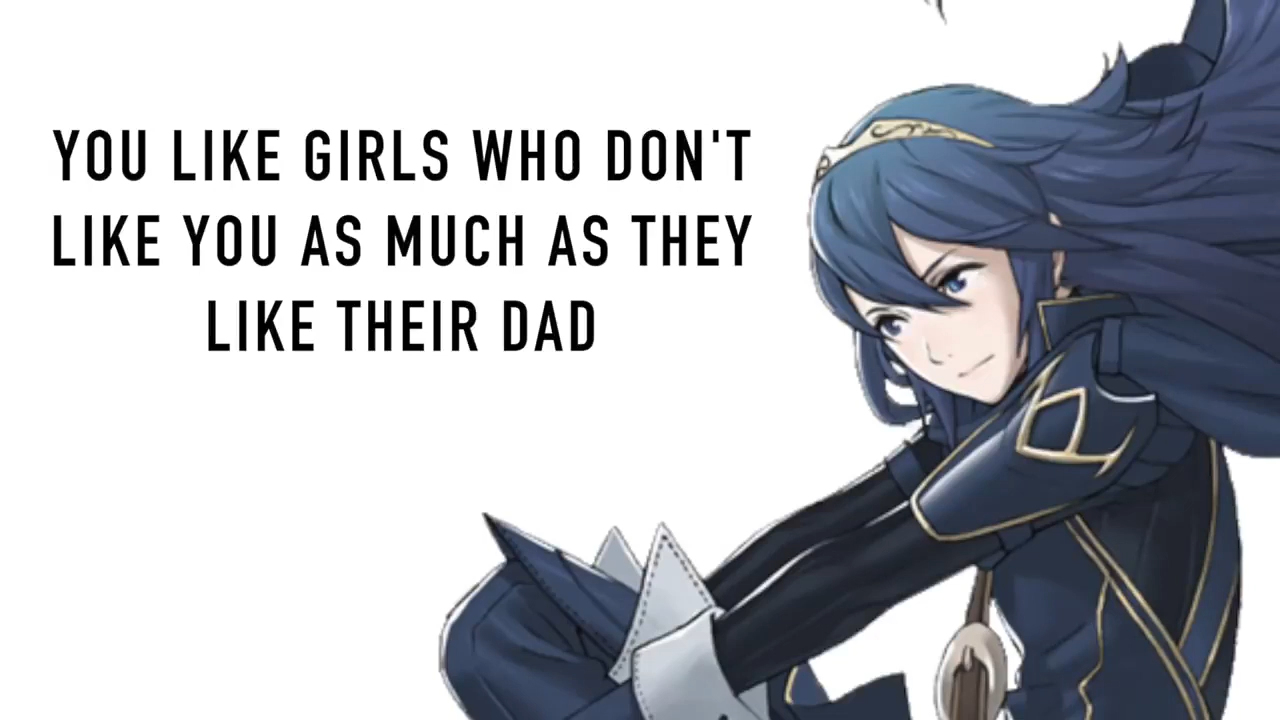 YOU LIKE GIRLS WHO DON'T
LIKE YOU AS MUCH AS THEY
LIKE THEIR DAD